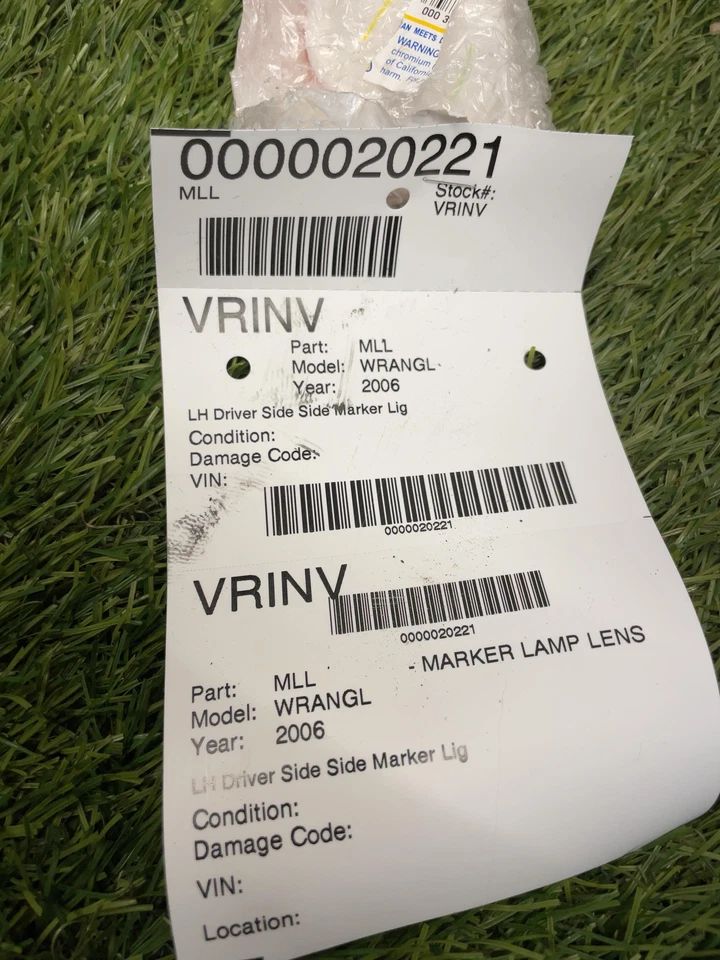 000 3
AN MEETS
WARNING
chromium
of California
harm.
0000020221
MLL
Stock#:
VRINV
VRINV
Part: MLL
Model: WRANGL
Year: 2006
LH Driver Side Side Marker Lig
Condition:
Damage Code:
VIN:
0000020221
VRINV
0000020221
- MARKER LAMP LENS
Part: MLL
Model: WRANGL
Year: 2006
LH Driver Side Side Marker Lig
Condition:
Damage Code:
VIN:
Location: